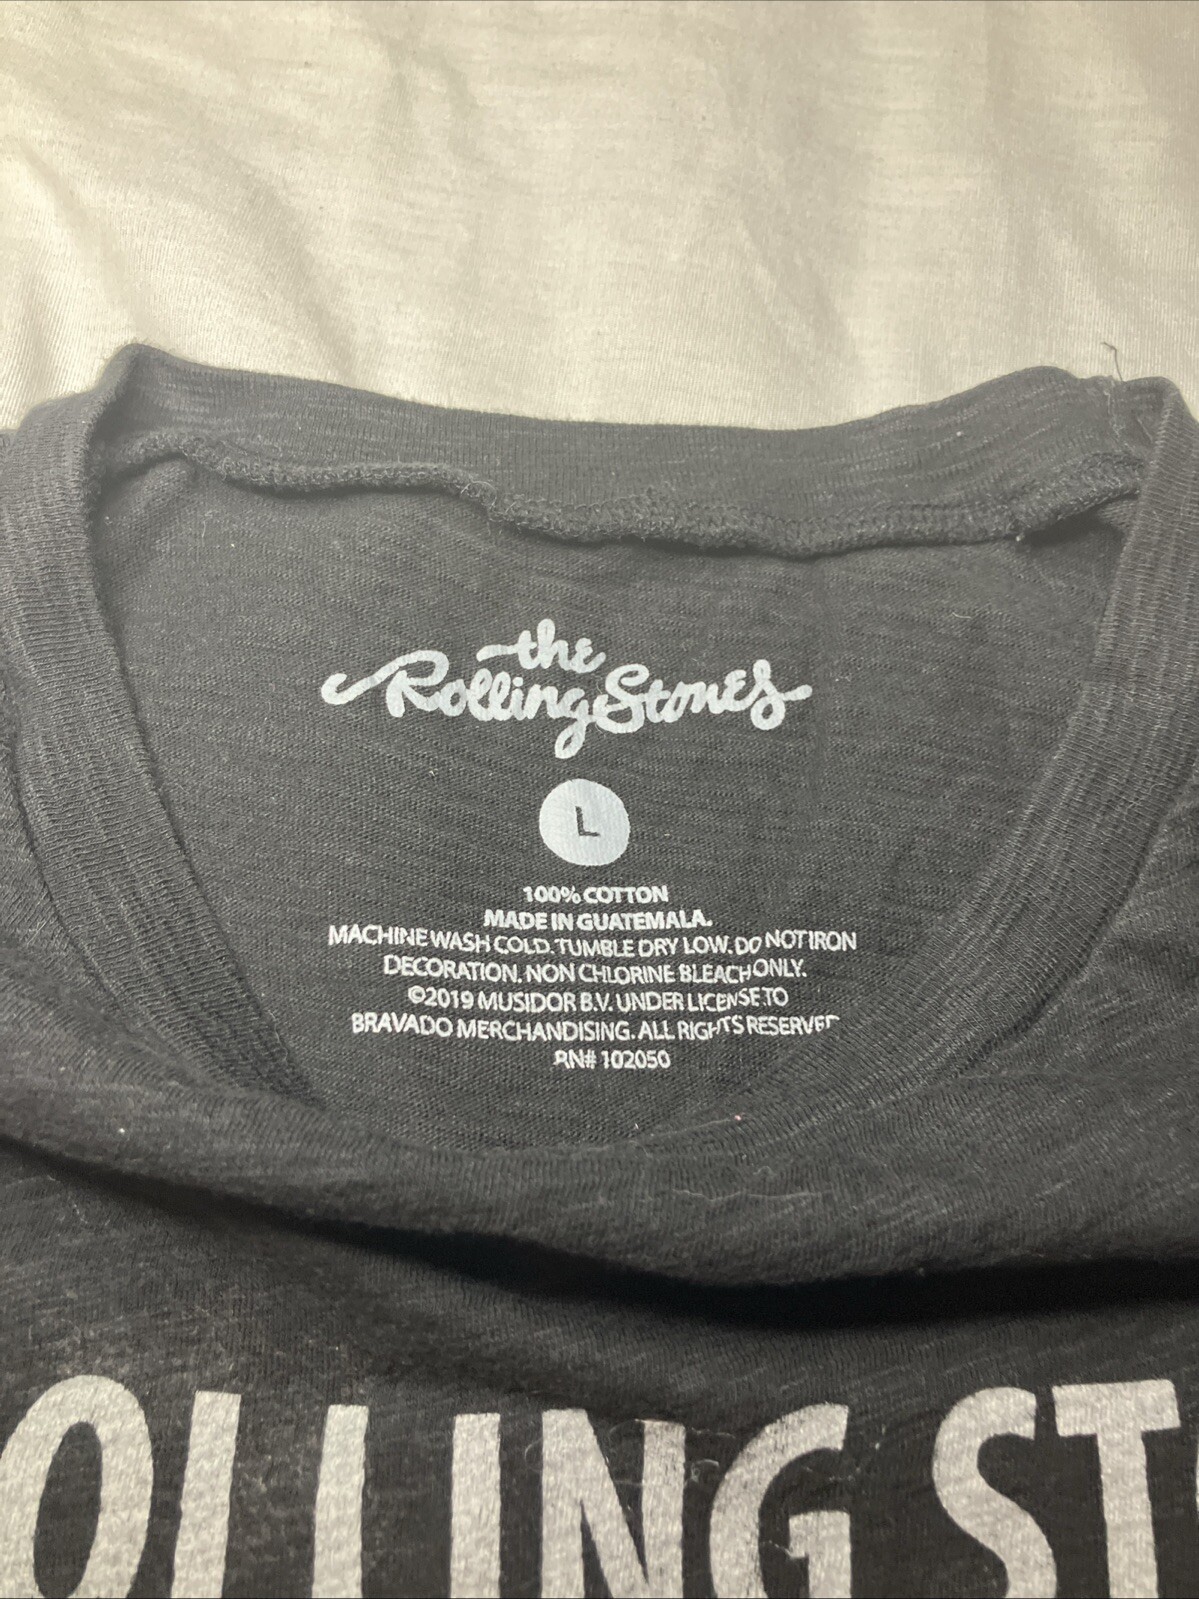 the
Rolling Stones
L
100% COTTON
MADE IN GUATEMALA.
MACHINE WASH COLD. TUMBLE DRY LOW. DO NOT IRON
DECORATION. NON CHLORINE BLEACH ONLY.
©2019 MUSIDOR B.V. UNDER LICENSE TO
BRAVADO MERCHANDISING. ALL RIGHTS RESERVED
RN# 102050
OLLING ST